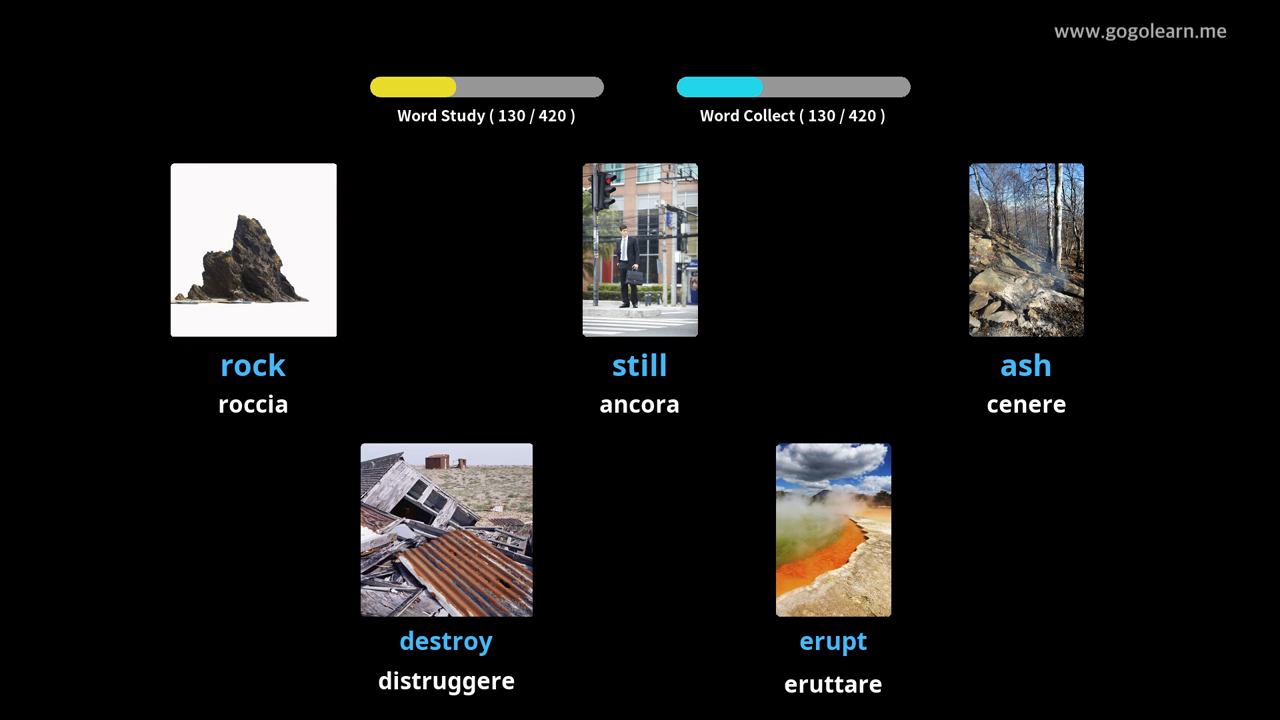 www.gogolearn.me
Word Study ( 130 / 420 )
Word Collect ( 130 / 420 )
rock
roccia
still
ancora
ash
cenere
destroy
distruggere
erupt
eruttare